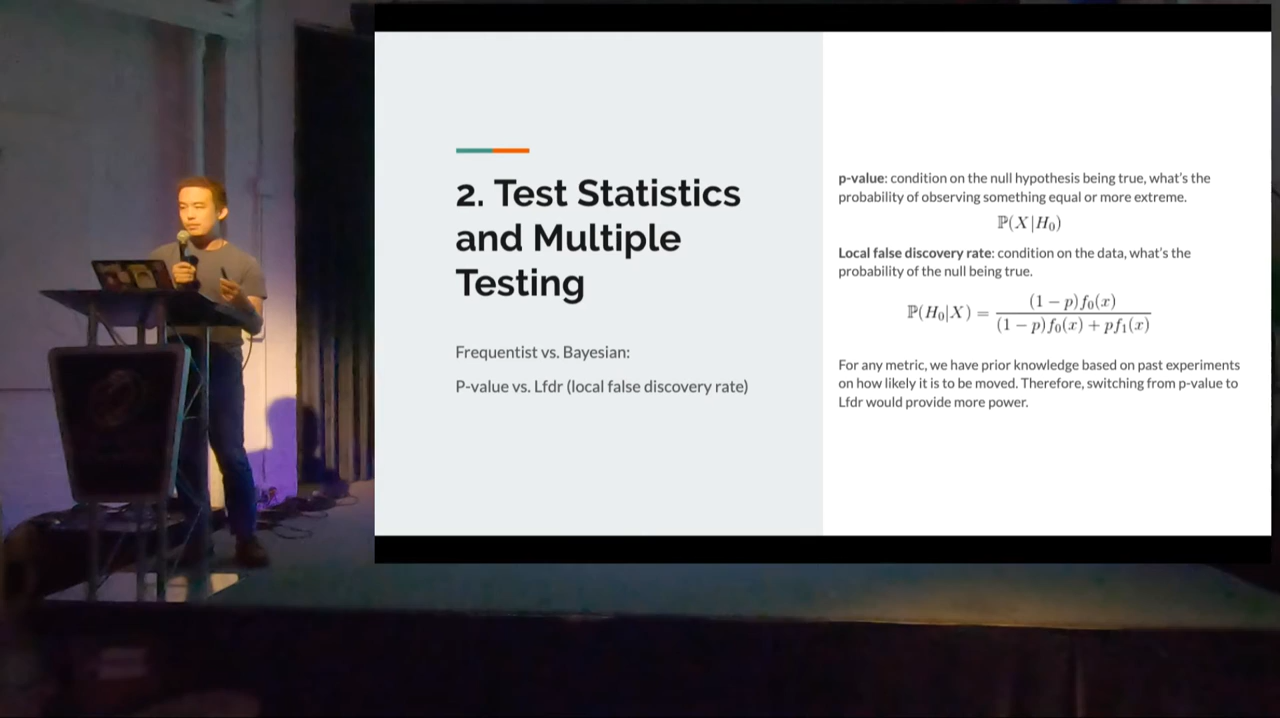 2. Test Statistics
and Multiple
Testing
Frequentist vs. Bayesian:
P-value vs. Lfdr (local false discovery rate)
p-value: condition on the null hypothesis being true, what's the
probability of observing something equal or more extreme.
ℙ(X|H₀)
Local false discovery rate: condition on the data, what's the
probability of the null being true.
ℙ(H₀|X) = (1 − p)f₀(x) / ((1 − p)f₀(x) + pf₁(x))
For any metric, we have prior knowledge based on past experiments
on how likely it is to be moved. Therefore, switching from p-value to
Lfdr would provide more power.